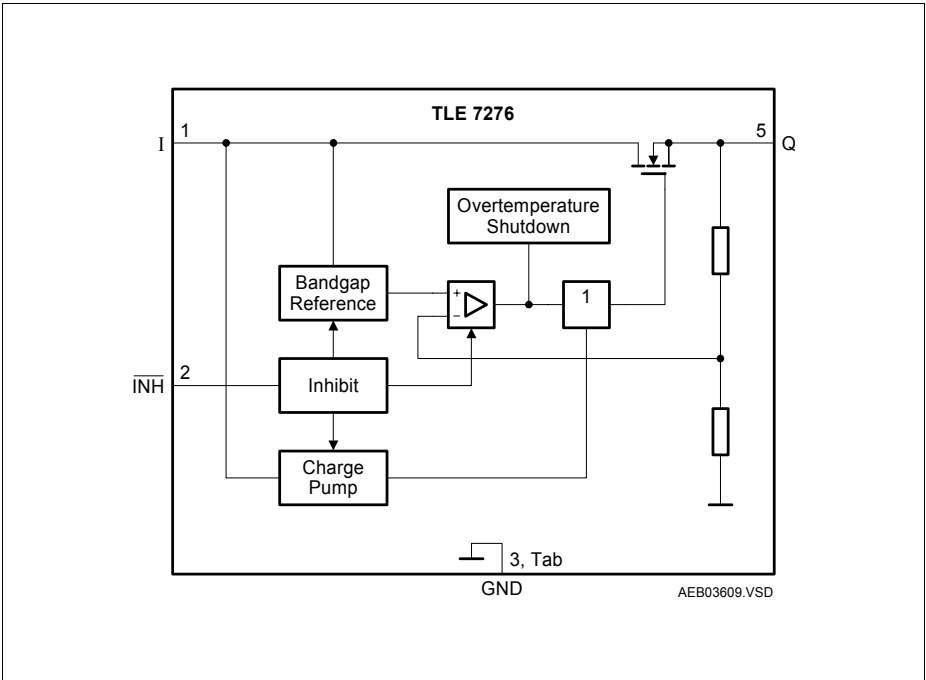 TLE 7276
I
1
5
Q
Overtemperature
Shutdown
Bandgap
Reference
+
−
1
INH
2
Inhibit
Charge
Pump
3, Tab
GND
AEB03609.VSD